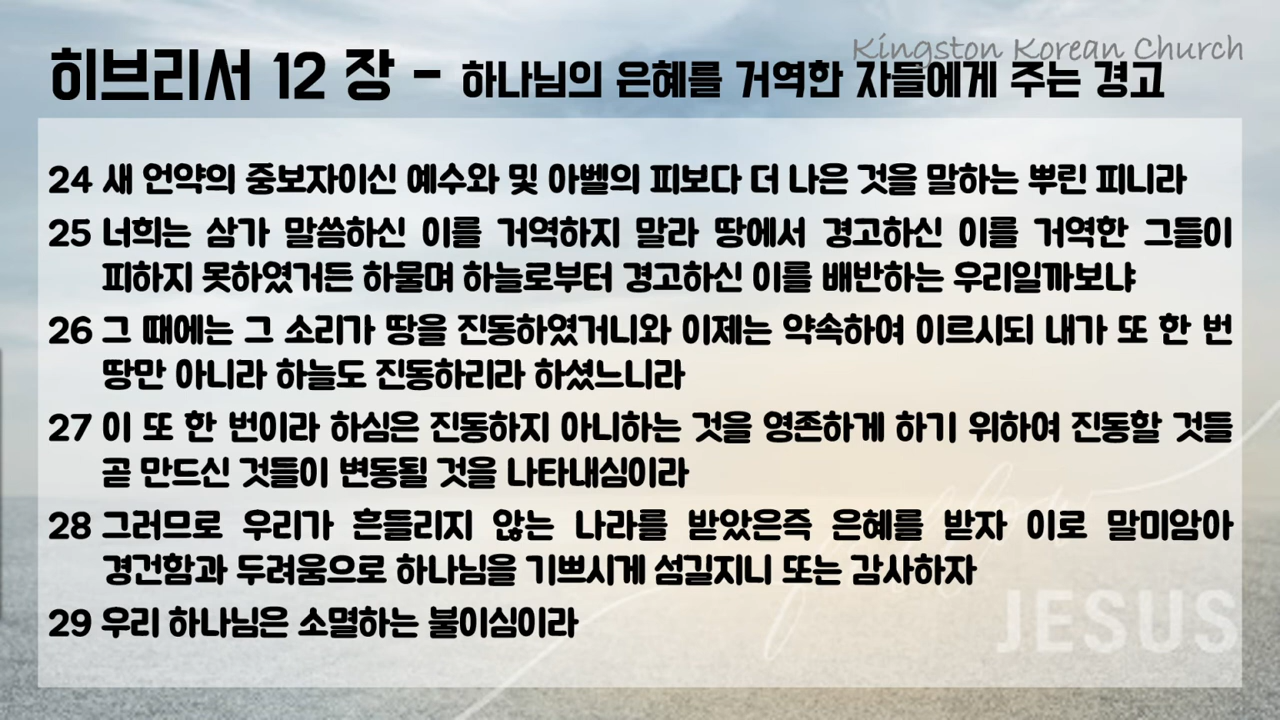 Kingston Korean Church
히브리서 12 장 - 하나님의 은혜를 거역한 자들에게 주는 경고
24 새 언약의 중보자이신 예수와 및 아벨의 피보다 더 나은 것을 말하는 뿌린 피니라
25 너희는 삼가 말씀하신 이를 거역하지 말라 땅에서 경고하신 이를 거역한 그들이
피하지 못하였거든 하물며 하늘로부터 경고하신 이를 배반하는 우리일까보냐
26 그 때에는 그 소리가 땅을 진동하였거니와 이제는 약속하여 이르시되 내가 또 한 번
땅만 아니라 하늘도 진동하리라 하셨느니라
27 이 또 한 번이라 하심은 진동하지 아니하는 것을 영존하게 하기 위하여 진동할 것들
곧 만드신 것들이 변동될 것을 나타내심이라
28 그러므로 우리가 흔들리지 않는 나라를 받았은즉 은혜를 받자 이로 말미암아
경건함과 두려움으로 하나님을 기쁘시게 섬길지니 또는 감사하자
29 우리 하나님은 소멸하는 불이심이라
follow
JESUS